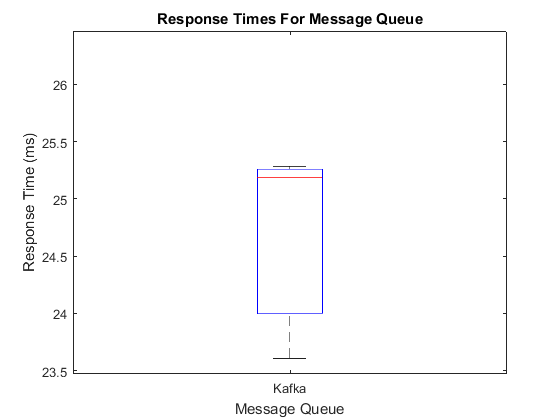 Response Times For Message Queue
Response Time (ms)
26
25.5
25
24.5
24
23.5
Kafka
Message Queue